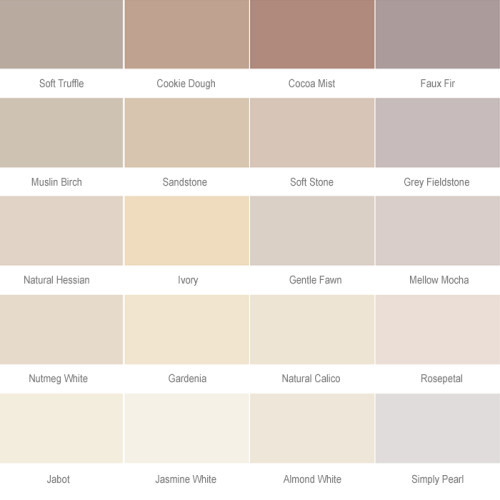 Soft Truffle Cookie Dough Cocoa Mist Faux Fir
Muslin Birch Sandstone Soft Stone Grey Fieldstone
Natural Hessian Ivory Gentle Fawn Mellow Mocha
Nutmeg White Gardenia Natural Calico Rosepetal
Jabot Jasmine White Almond White Simply Pearl